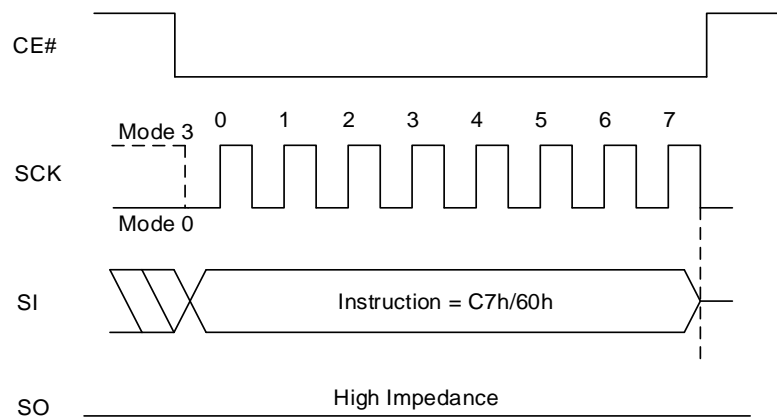 CE#
Mode 3
0 1 2 3 4 5 6 7
SCK
Mode 0
SI
Instruction = C7h/60h
SO
High Impedance